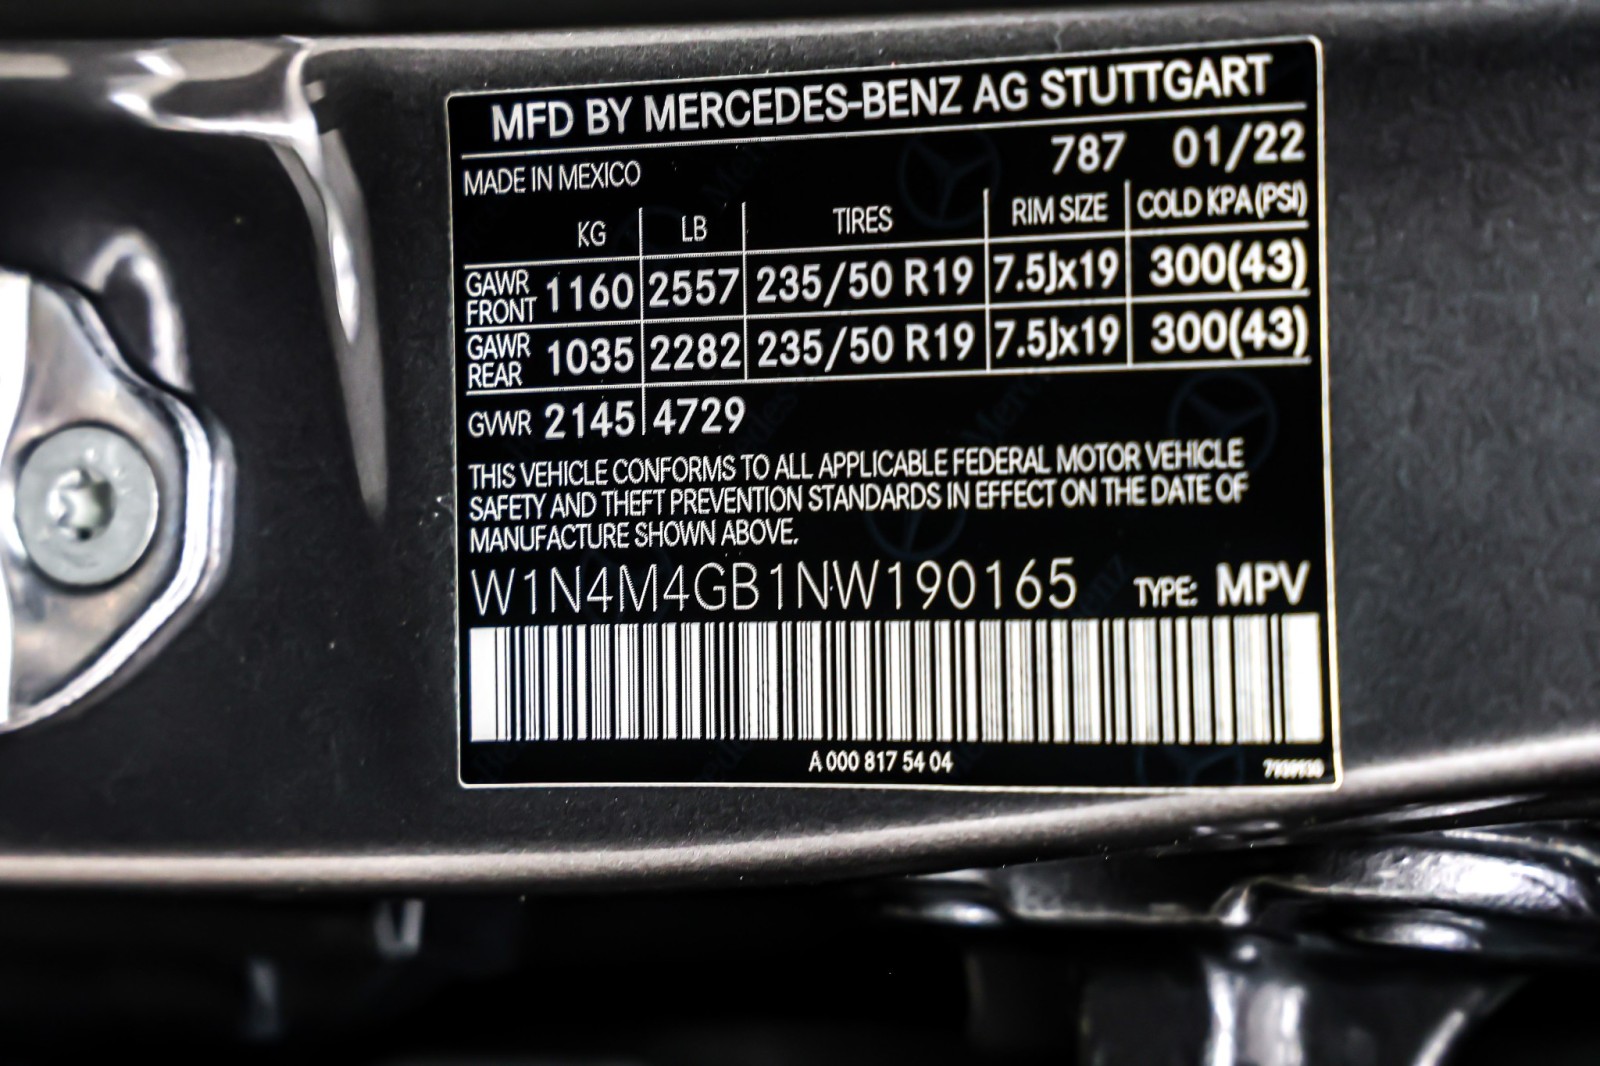 MFD BY MERCEDES-BENZ AG STUTTGART
MADE IN MEXICO 787 01/22
KG LB TIRES RIM SIZE COLD KPA(PSI)
GAWR FRONT 1160 2557 235/50 R19 7.5Jx19 300(43)
GAWR REAR 1035 2282 235/50 R19 7.5Jx19 300(43)
GVWR 2145 4729
THIS VEHICLE CONFORMS TO ALL APPLICABLE FEDERAL MOTOR VEHICLE
SAFETY AND THEFT PREVENTION STANDARDS IN EFFECT ON THE DATE OF
MANUFACTURE SHOWN ABOVE.
W1N4M4GB1NW190165 TYPE: MPV
A 000 817 54 04